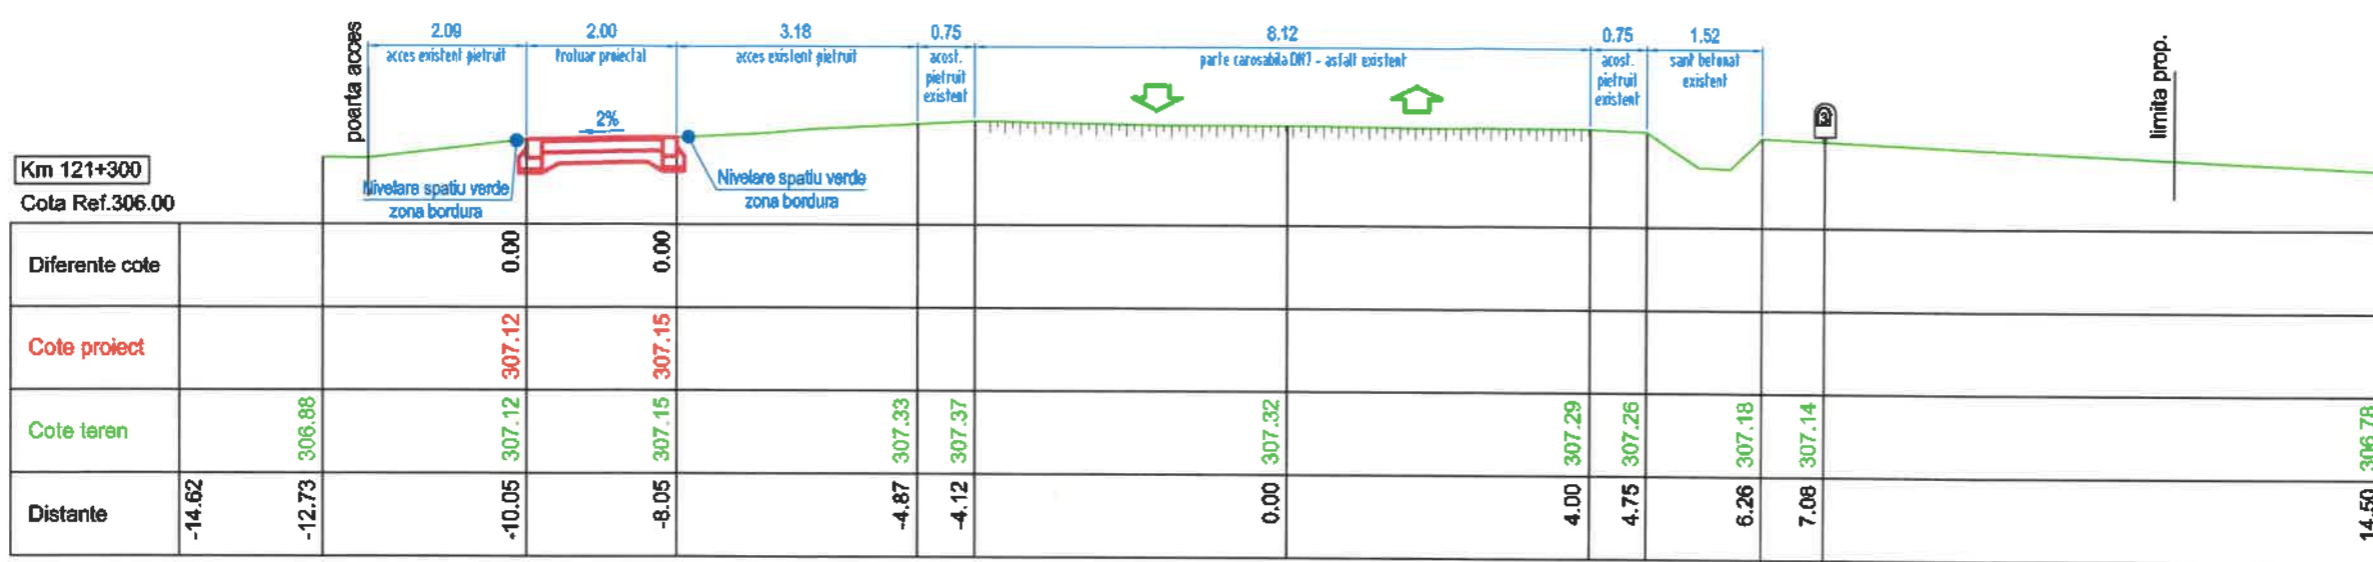 poarta acces
2.09
acces existent pietruit
2.00
trotuar proiectat
3.18
acces existent pietruit
0.75
acost.
pietruit
existent
8.12
parte carosabila DN7 - asfalt existent
0.75
acost.
pietruit
existent
1.52
sant betonat
existent
limita prop.
2%
Km 121+300
Cota Ref.306.00
Nivelare spatiu verde
zona bordura
Nivelare spatiu verde
zona bordura
Diferente cote
0.00
0.00
Cote proiect
307.12
307.15
Cote teren
306.88
307.12
307.15
307.33
307.37
307.32
307.29
307.26
307.18
307.14
306.78
Distante
-14.62
-12.73
-10.05
-8.05
-4.87
-4.12
0.00
4.00
4.75
6.26
7.08
14.50